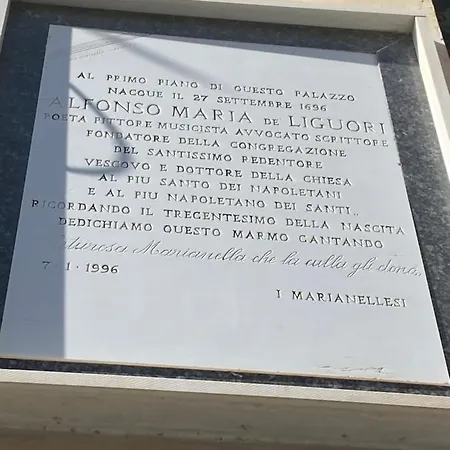 AL PRIMO PIANO DI QUESTO PALAZZO
NACQUE IL 27 SETTEMBRE 1696
ALFONSO MARIA DE LIGUORI
POETA PITTORE MUSICISTA AVVOCATO SCRITTORE
FONDATORE DELLA CONGREGAZIONE
DEL SANTISSIMO REDENTORE
VESCOVO E DOTTORE DELLA CHIESA
AL PIU SANTO DEI NAPOLETANI
E AL PIU NAPOLETANO DEI SANTI,,
RICORDANDO IL TRECENTESIMO DELLA NASCITA
DEDICHIAMO QUESTO MARMO CANTANDO
Marianella che la culla gli donò,,
7·1·1996
I MARIANELLESI